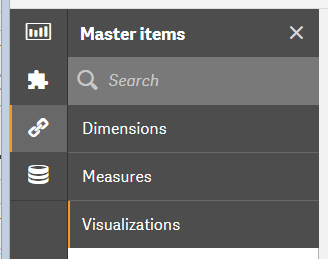 Master items
Search
Dimensions
Measures
Visualizations